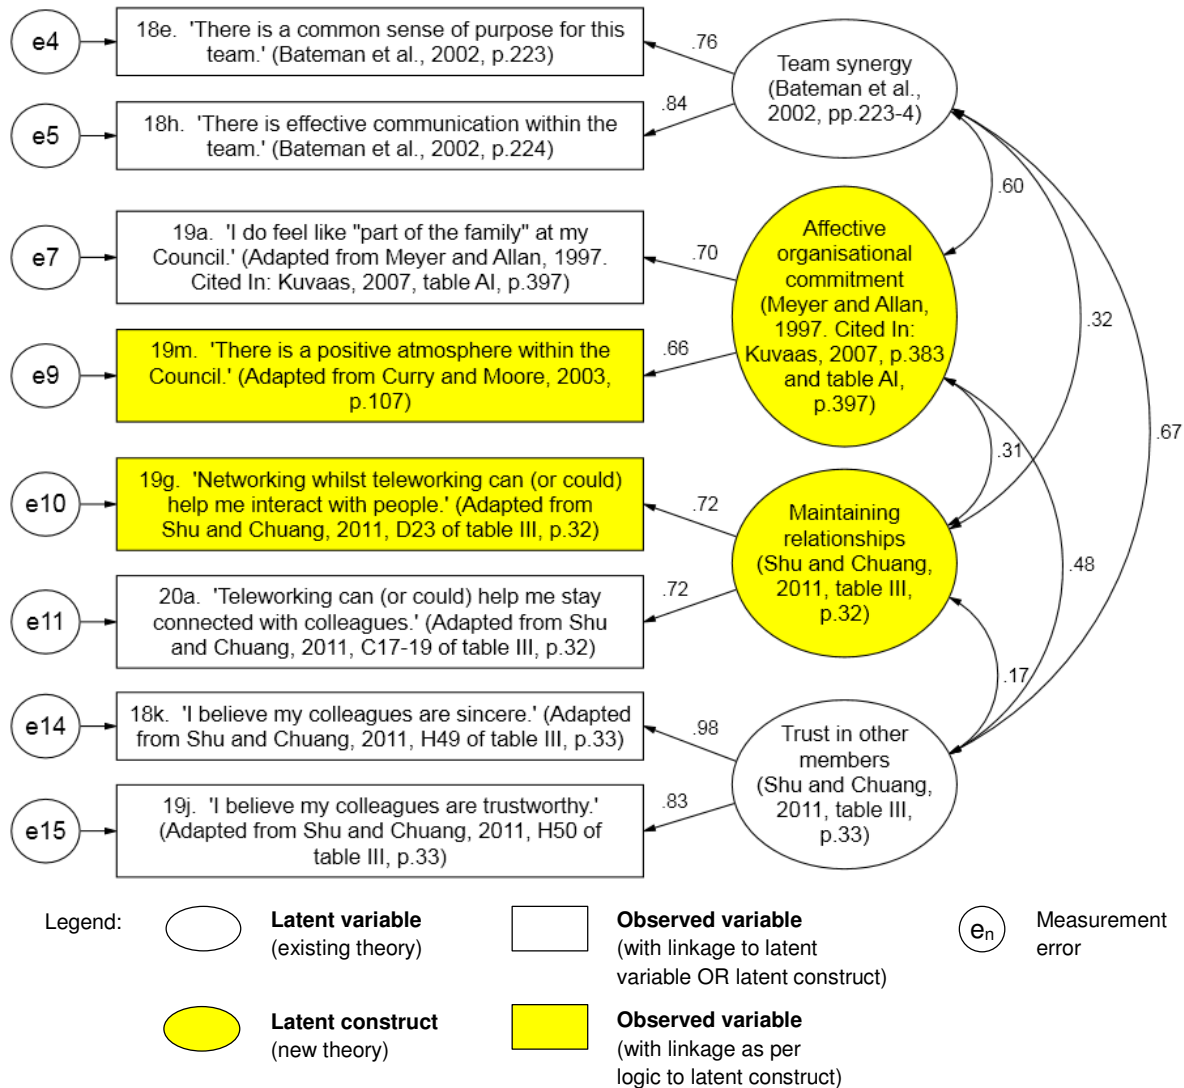 e4
18e. 'There is a common sense of purpose for this
team.' (Bateman et al., 2002, p.223)
.76
Team synergy
(Bateman et al.,
2002, pp.223-4)
e5
18h. 'There is effective communication within the
team.' (Bateman et al., 2002, p.224)
.84
.60
e7
19a. 'I do feel like "part of the family" at my
Council.' (Adapted from Meyer and Allan, 1997.
Cited In: Kuvaas, 2007, table AI, p.397)
.70
Affective
organisational
commitment
(Meyer and Allan,
1997. Cited In:
Kuvaas, 2007, p.383
and table AI,
p.397)
.32
e9
19m. 'There is a positive atmosphere within the
Council.' (Adapted from Curry and Moore, 2003,
p.107)
.66
.67
.31
e10
19g. 'Networking whilst teleworking can (or could)
help me interact with people.' (Adapted from
Shu and Chuang, 2011, D23 of table III, p.32)
.72
Maintaining
relationships
(Shu and Chuang,
2011, table III,
p.32)
.48
e11
20a. 'Teleworking can (or could) help me stay
connected with colleagues.' (Adapted from Shu
and Chuang, 2011, C17-19 of table III, p.32)
.72
.17
e14
18k. 'I believe my colleagues are sincere.' (Adapted
from Shu and Chuang, 2011, H49 of table III, p.33)
.98
Trust in other
members
(Shu and Chuang,
2011, table III,
p.33)
e15
19j. 'I believe my colleagues are trustworthy.'
(Adapted from Shu and Chuang, 2011, H50 of
table III, p.33)
.83
Legend:
Latent variable
(existing theory)
Observed variable
(with linkage to latent
variable OR latent construct)
en
Measurement
error
Latent construct
(new theory)
Observed variable
(with linkage as per
logic to latent construct)